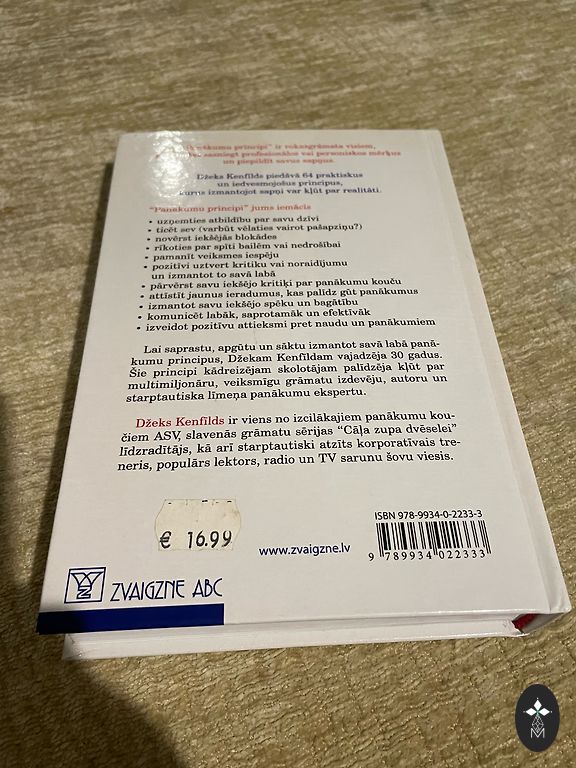 principi" ir rokasgrāmata visiem,
sasniegt profesionālos vai personiskos mērķus
un piepildīt savus sapņus.
Džeks Kenfīlds piedāvā 64 praktiskus
un iedvesmojošus principus,
kurus izmantojot sapņi var kļūt par realitāti.
"Panākumu principi" jums iemācīs
• uzņemties atbildību par savu dzīvi
• ticēt sev (varbūt vēlaties vairot pašapziņu?)
• novērst iekšējās blokādes
• rīkoties par spīti bailēm vai nedrošībai
• pamanīt veiksmes iespēju
• pozitīvi uztvert kritiku vai noraidījumu
un izmantot to savā labā
• pārvērst savu iekšējo kritiķi par panākumu kouču
• attīstīt jaunus ieradumus, kas palīdz gūt panākumus
• izmantot savu iekšējo spēku un bagātību
• komunicēt labāk, saprotamāk un efektīvāk
• izveidot pozitīvu attieksmi pret naudu un panākumiem
Lai saprastu, apgūtu un sāktu izmantot savā labā panā-
kumu principus, Džekam Kenfīldam vajadzēja 30 gadus.
Šie principi kādreizējam skolotājam palīdzēja kļūt par
multimiljonāru, veiksmīgu grāmatu izdevēju, autoru un
starptautiska līmeņa panākumu ekspertu.
Džeks Kenfīlds ir viens no izcilākajiem panākumu kou-
čiem ASV, slavenās grāmatu sērijas "Cāļa zupa dvēselei"
līdzradītājs, kā arī starptautiski atzīts korporatīvais tre-
neris, populārs lektors, radio un TV sarunu šovu viesis.
ISBN 978-9934-0-2233-3
€ 16.99
www.zvaigzne.lv
9 789934 022333
ZVAIGZNE ABC
M